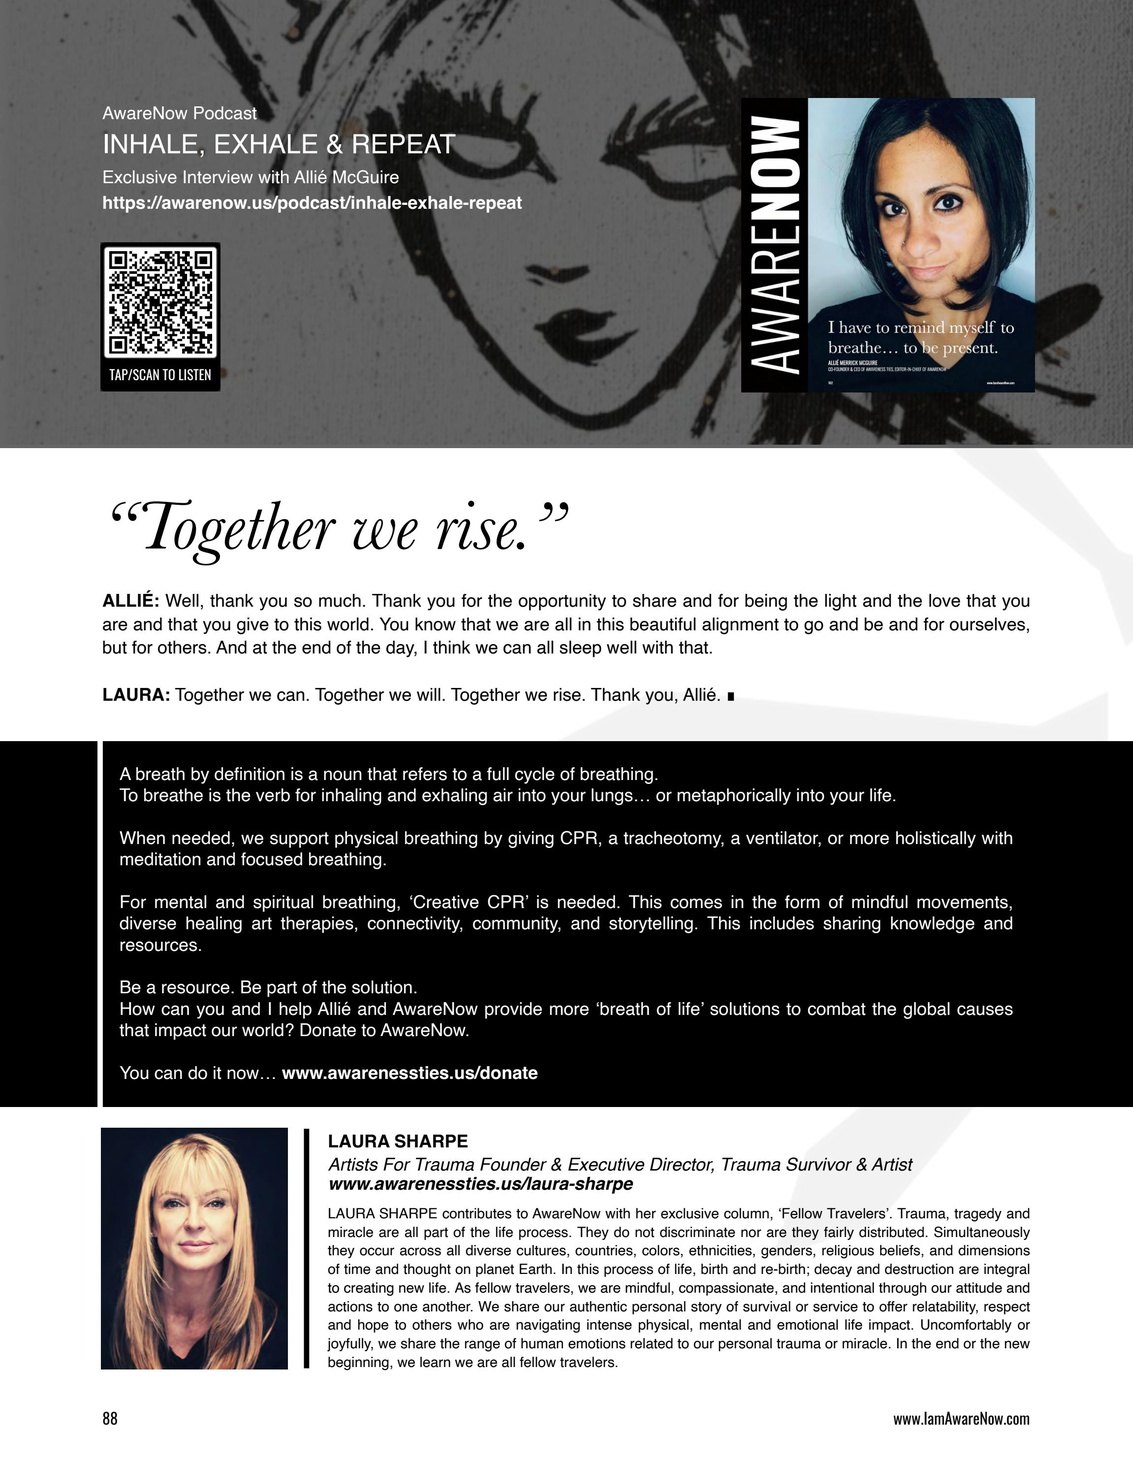 AwareNow Podcast
INHALE, EXHALE & REPEAT
Exclusive Interview with Allié McGuire
https://awarenow.us/podcast/inhale-exhale-repeat
TAP/SCAN TO LISTEN
AWARENOW
I have to remind myself to
breathe… to be present.
ALLIÉ MERRICK MCGUIRE
CO-FOUNDER & CEO OF AWARENESS TIES, EDITOR-IN-CHIEF OF AWARENOW
“Together we rise.”
ALLIÉ: Well, thank you so much. Thank you for the opportunity to share and for being the light and the love that you
are and that you give to this world. You know that we are all in this beautiful alignment to go and be and for ourselves,
but for others. And at the end of the day, I think we can all sleep well with that.
LAURA: Together we can. Together we will. Together we rise. Thank you, Allié. ∎
A breath by definition is a noun that refers to a full cycle of breathing.
To breathe is the verb for inhaling and exhaling air into your lungs… or metaphorically into your life.
When needed, we support physical breathing by giving CPR, a tracheotomy, a ventilator, or more holistically with
meditation and focused breathing.
For mental and spiritual breathing, ‘Creative CPR’ is needed. This comes in the form of mindful movements,
diverse healing art therapies, connectivity, community, and storytelling. This includes sharing knowledge and
resources.
Be a resource. Be part of the solution.
How can you and I help Allié and AwareNow provide more ‘breath of life’ solutions to combat the global causes
that impact our world? Donate to AwareNow.
You can do it now… www.awarenessties.us/donate
LAURA SHARPE
Artists For Trauma Founder & Executive Director, Trauma Survivor & Artist
www.awarenessties.us/laura-sharpe
LAURA SHARPE contributes to AwareNow with her exclusive column, ‘Fellow Travelers’. Trauma, tragedy and
miracle are all part of the life process. They do not discriminate nor are they fairly distributed. Simultaneously
they occur across all diverse cultures, countries, colors, ethnicities, genders, religious beliefs, and dimensions
of time and thought on planet Earth. In this process of life, birth and re-birth; decay and destruction are integral
to creating new life. As fellow travelers, we are mindful, compassionate, and intentional through our attitude and
actions to one another. We share our authentic personal story of survival or service to offer relatability, respect
and hope to others who are navigating intense physical, mental and emotional life impact. Uncomfortably or
joyfully, we share the range of human emotions related to our personal trauma or miracle. In the end or the new
beginning, we learn we are all fellow travelers.
88
www.IamAwareNow.com